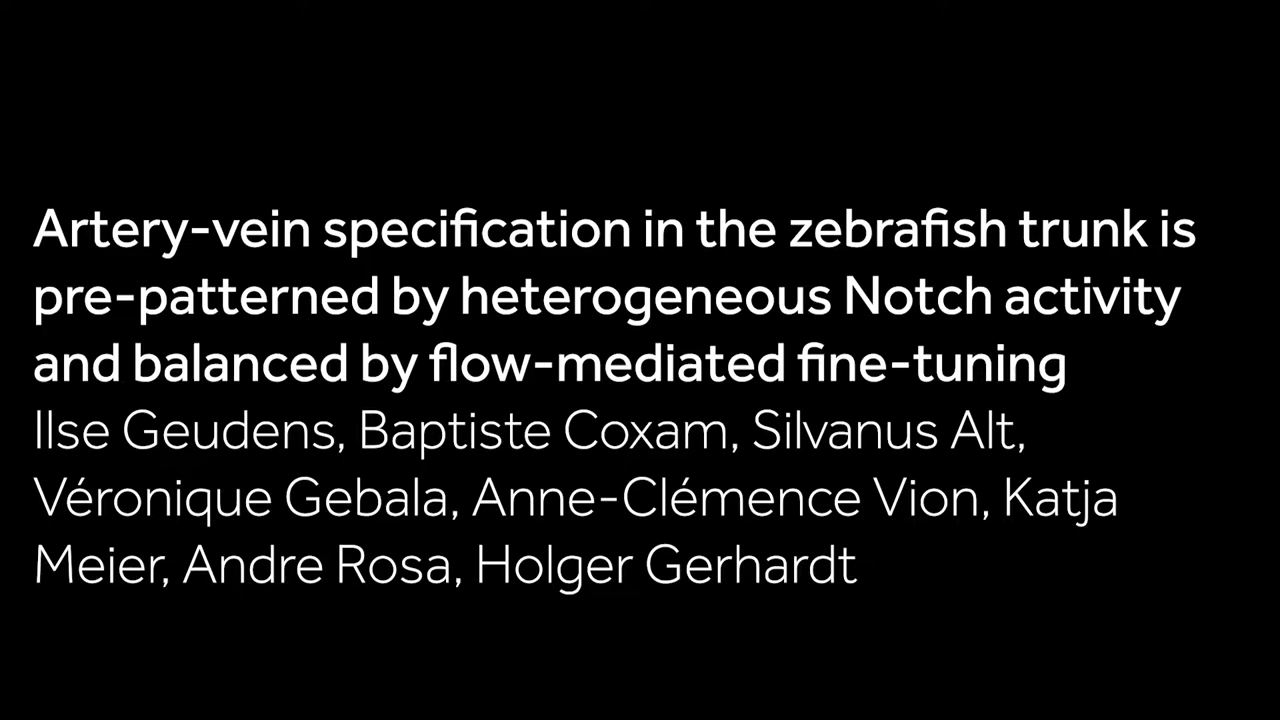 Artery-vein specification in the zebrafish trunk is
pre-patterned by heterogeneous Notch activity
and balanced by flow-mediated fine-tuning
Ilse Geudens, Baptiste Coxam, Silvanus Alt,
Véronique Gebala, Anne-Clémence Vion, Katja
Meier, Andre Rosa, Holger Gerhardt